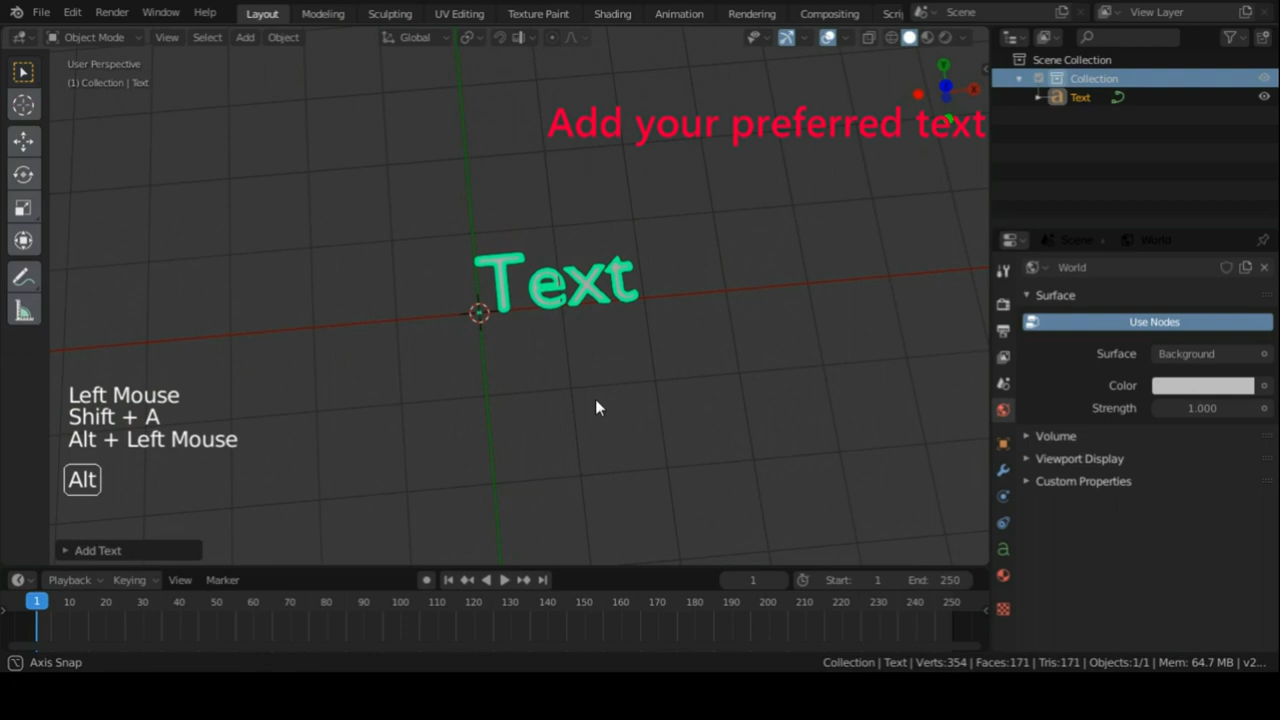 File Edit Render Window Help Layout Modeling Sculpting UV Editing Texture Paint Shading Animation Rendering Compositing Scene View Layer
Object Mode View Select Add Object Global
User Perspective
(1) Collection | Text
Add your preferred text
Text
Left Mouse
Shift + A
Alt + Left Mouse
Alt
Add Text
Scene Collection
Collection
Text
Scene World
World
Surface
Use Nodes
Surface Background
Color
Strength 1.000
Volume
Viewport Display
Custom Properties
Playback Keying View Marker 1 Start: 1 End: 250
1 10 20 30 40 50 60 70 80 90 100 110 120 130 140 150 160 170 180 190 200 210 220 230 240 250
Axis Snap Collection | Text | Verts:354 | Faces:171 | Tris:171 | Objects:1/1 | Mem: 64.7 MB | v2...